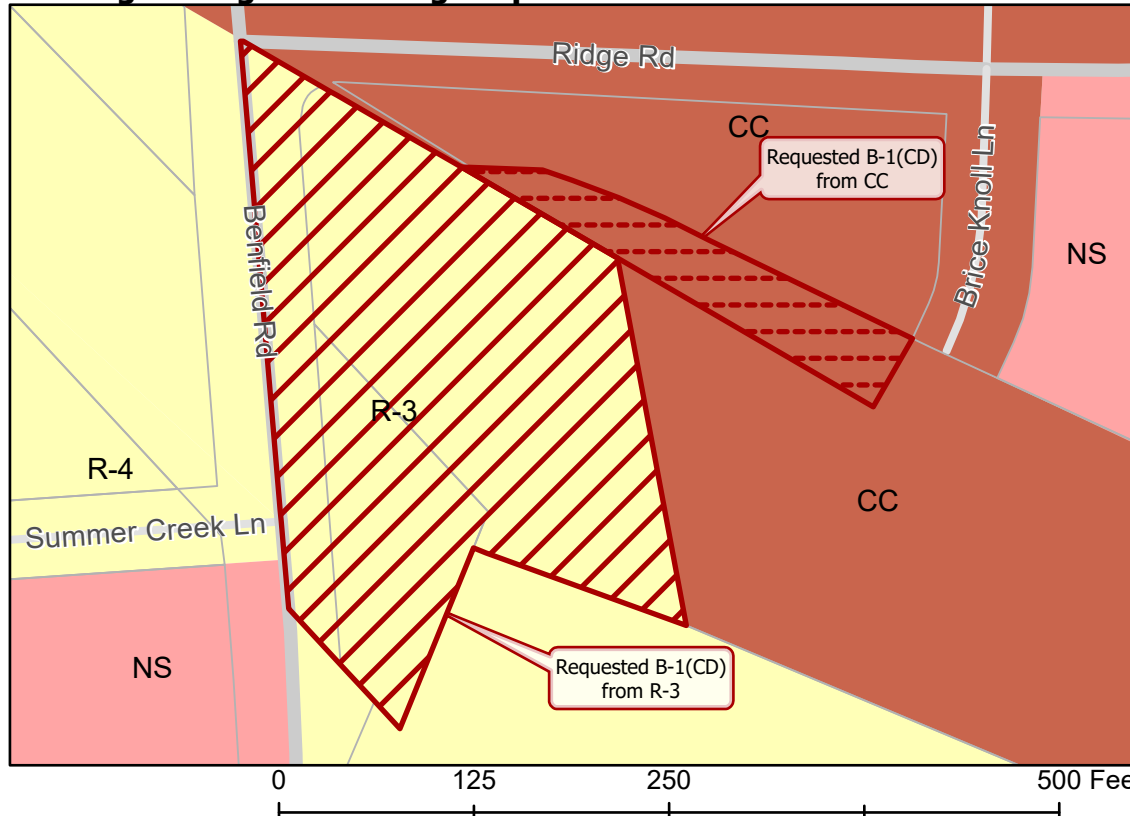 Ridge Rd
CC
Requested B-1(CD)
from CC
Brice Knoll Ln
NS
Benfield Rd
R-3
R-4
CC
Summer Creek Ln
NS
Requested B-1(CD)
from R-3
0 125 250 500 Fee